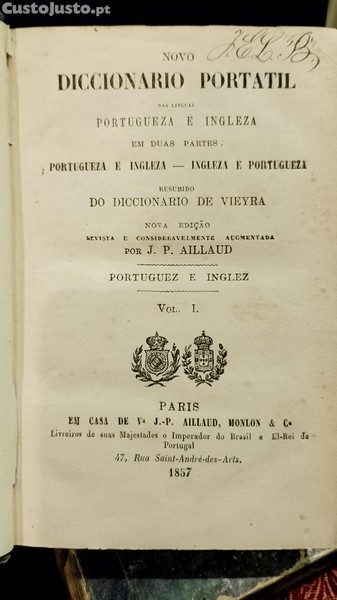 CustoJusto.pt
NOVO
DICCIONARIO PORTATIL
DAS LINGUAS
PORTUGUEZA E INGLEZA
EM DUAS PARTES:
PORTUGUEZA E INGLEZA — INGLEZA E PORTUGUEZA
RESUMIDO
DO DICCIONARIO DE VIEYRA
NOVA EDIÇÃO
REVISTA E CONSIDERAVELMENTE AUGMENTADA
POR J. P. AILLAUD
PORTUGUEZ E INGLEZ
VOL. I.
PARIS
EM CASA DE Vª J.-P. AILLAUD, MONLON & Cª
Livreiros de suas Majestades o Imperador do Brasil e El-Rei de
Portugal
47, Rua Saint-André-des-Arts.
1857